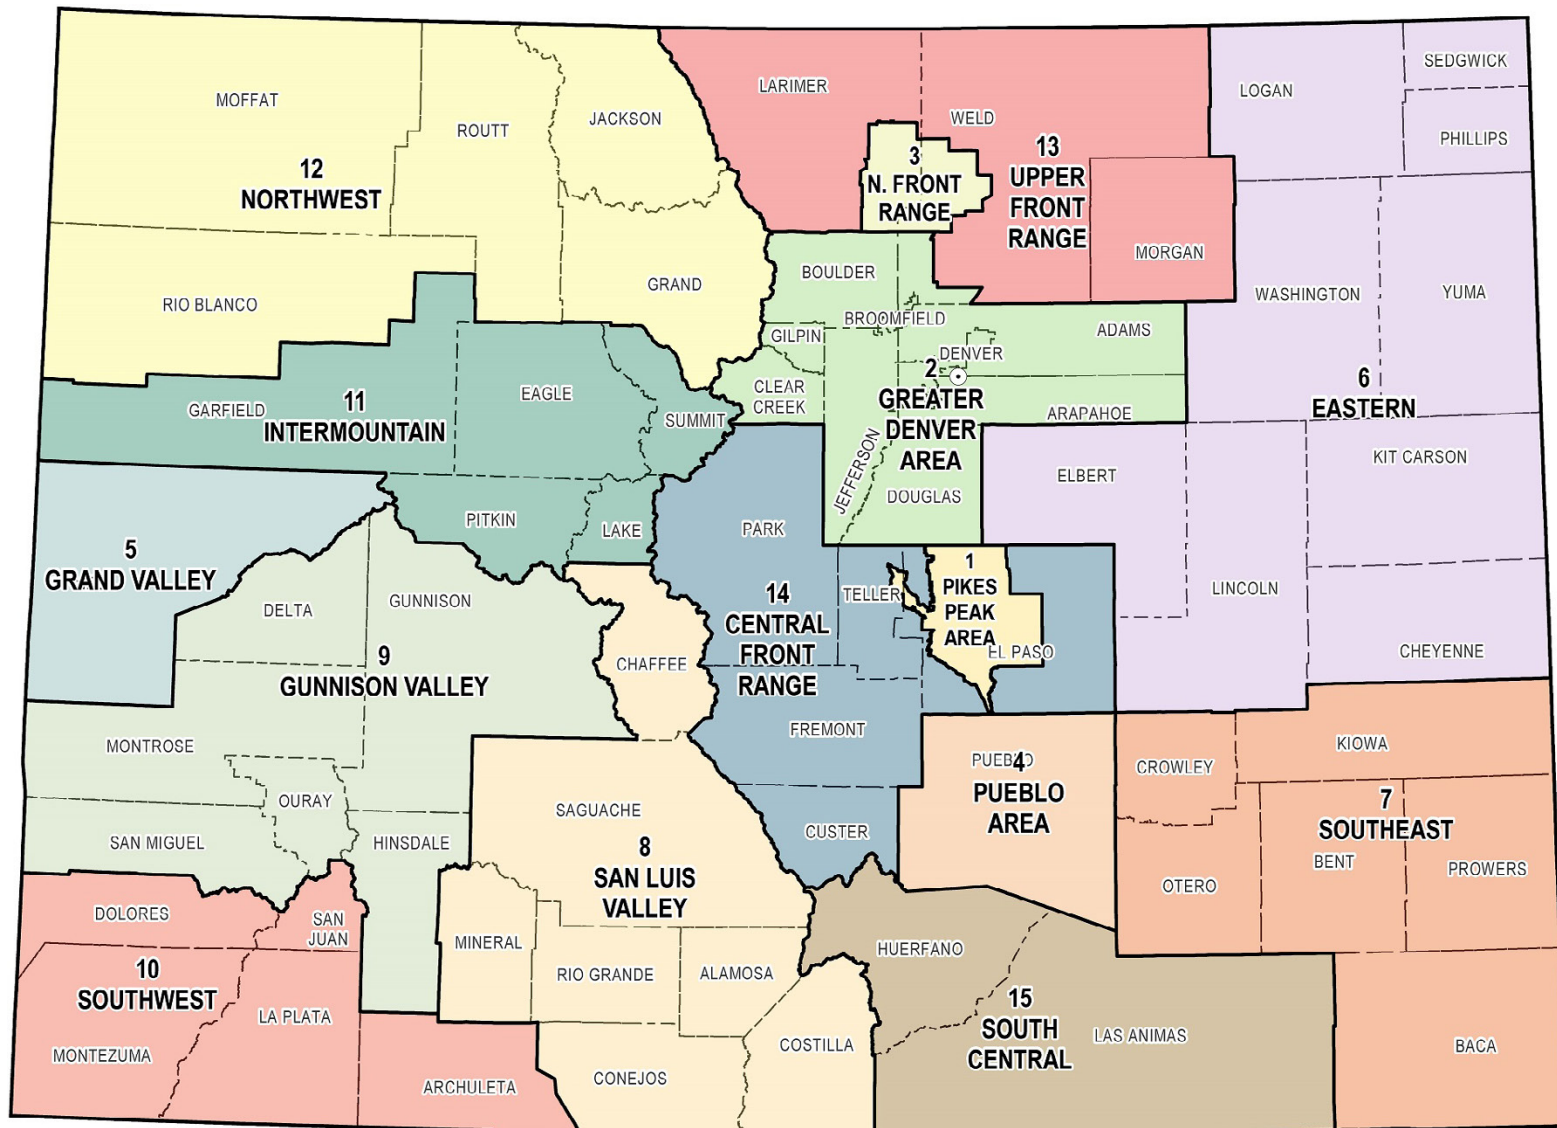 MOFFAT
ROUTT
JACKSON
12
NORTHWEST
RIO BLANCO
GRAND
LARIMER
WELD
3
N. FRONT
RANGE
13
UPPER
FRONT
RANGE
MORGAN
LOGAN
SEDGWICK
PHILLIPS
WASHINGTON
YUMA
6
EASTERN
ELBERT
KIT CARSON
LINCOLN
CHEYENNE
BOULDER
BROOMFIELD
GILPIN
ADAMS
DENVER
CLEAR
CREEK
2
GREATER
DENVER
AREA
ARAPAHOE
JEFFERSON
DOUGLAS
GARFIELD
11
INTERMOUNTAIN
EAGLE
SUMMIT
PITKIN
LAKE
5
GRAND VALLEY
DELTA
GUNNISON
9
GUNNISON VALLEY
MONTROSE
OURAY
SAN MIGUEL
HINSDALE
PARK
TELLER
14
CENTRAL
FRONT
RANGE
1
PIKES
PEAK
AREA
EL PASO
FREMONT
CUSTER
CHAFFEE
SAGUACHE
8
SAN LUIS
VALLEY
MINERAL
RIO GRANDE
ALAMOSA
CONEJOS
COSTILLA
PUEBLO
4
PUEBLO
AREA
CROWLEY
KIOWA
7
SOUTHEAST
OTERO
BENT
PROWERS
BACA
DOLORES
SAN
JUAN
10
SOUTHWEST
LA PLATA
MONTEZUMA
ARCHULETA
HUERFANO
15
SOUTH
CENTRAL
LAS ANIMAS